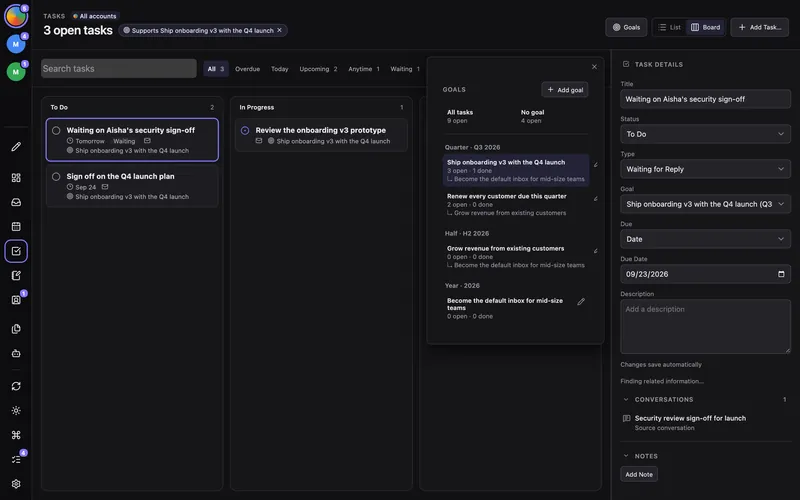 5
M
4
M
1
1
4
TASKS
All accounts
3 open tasks
Supports Ship onboarding v3 with the Q4 launch ×
Goals
List
Board
+ Add Task...
Search tasks
All 3
Overdue
Today
Upcoming 2
Anytime 1
Waiting 1
To Do 2
Waiting on Aisha's security sign-off
Tomorrow Waiting
Ship onboarding v3 with the Q4 launch
Sign off on the Q4 launch plan
Sep 24
Ship onboarding v3 with the Q4 launch
In Progress 1
Review the onboarding v3 prototype
Ship onboarding v3 with the Q4 launch
GOALS
+ Add goal
All tasks
9 open
No goal
4 open
Quarter · Q3 2026
Ship onboarding v3 with the Q4 launch
3 open · 1 done
Become the default inbox for mid-size teams
Renew every customer due this quarter
2 open · 0 done
Grow revenue from existing customers
Half · H2 2026
Grow revenue from existing customers
0 open · 0 done
Become the default inbox for mid-size teams
Year · 2026
Become the default inbox for mid-size
teams
0 open · 0 done
TASK DETAILS
Title
Waiting on Aisha's security sign-off
Status
To Do
Type
Waiting for Reply
Goal
Ship onboarding v3 with the Q4 launch (Q3
Due
Date
Due Date
09/23/2026
Description
Add a description
Changes save automatically
Finding related information...
CONVERSATIONS 1
Security review sign-off for launch
Source conversation
NOTES
Add Note